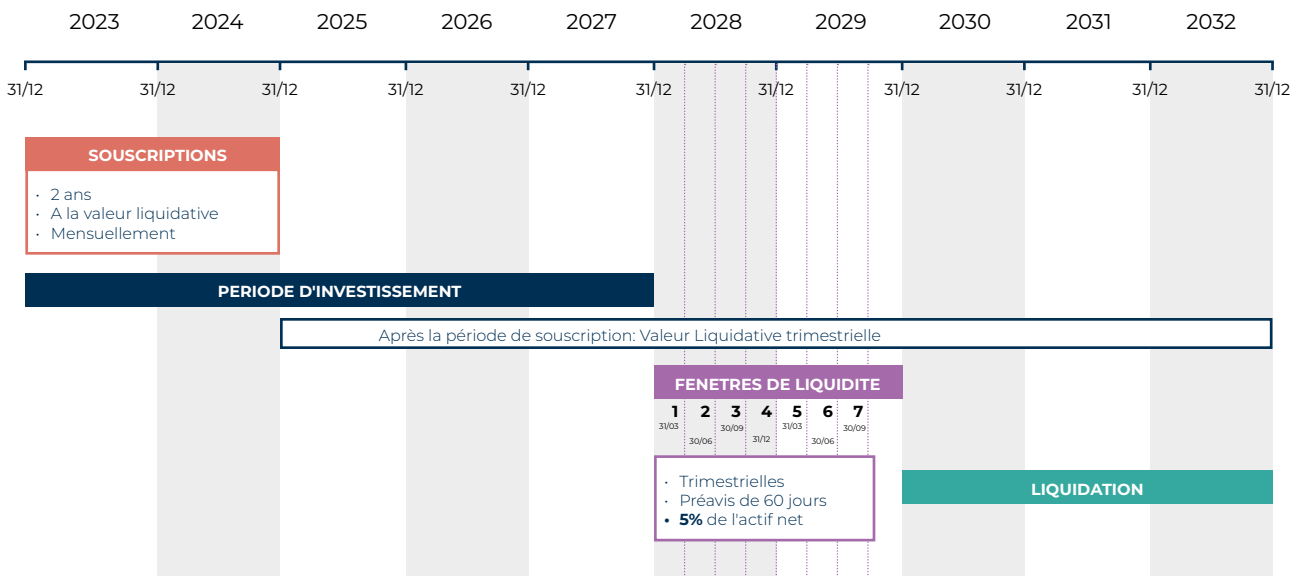 2023 2024 2025 2026 2027 2028 2029 2030 2031 2032
31/12 31/12 31/12 31/12 31/12 31/12 31/12 31/12 31/12 31/12 31/12
SOUSCRIPTIONS
· 2 ans
· A la valeur liquidative
· Mensuellement
PERIODE D'INVESTISSEMENT
Après la période de souscription: Valeur Liquidative trimestrielle
FENETRES DE LIQUIDITE
1 2 3 4 5 6 7
31/03 30/06 30/09 31/12 31/03 30/06 30/09
· Trimestrielles
· Préavis de 60 jours
• 5% de l'actif net
LIQUIDATION